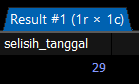 Result #1 (1r × 1c)
selisih_tanggal
29